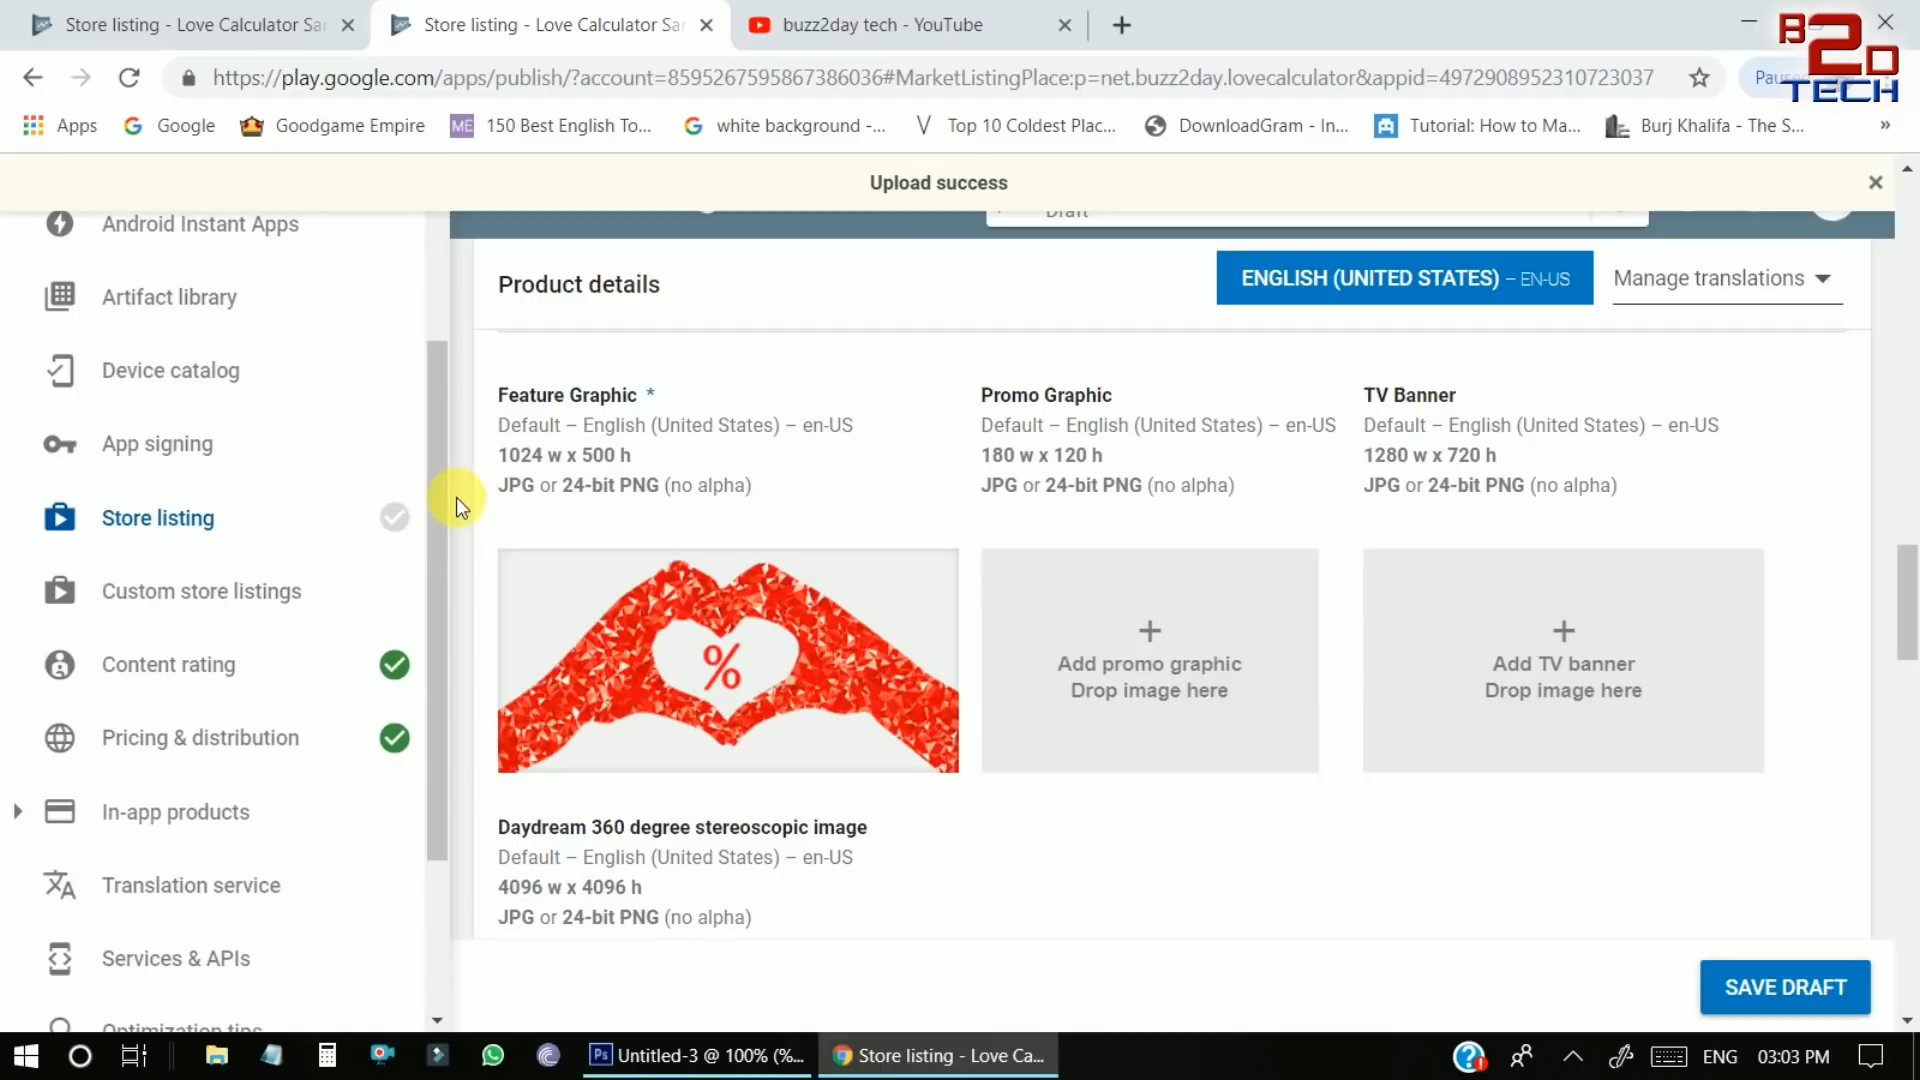 Store listing - Love Calculator Sa
Store listing - Love Calculator Sa
buzz2day tech - YouTube
B2D
TECH
https://play.google.com/apps/publish/?account=8595267595867386036#MarketListingPlace:p=net.buzz2day.lovecalculator&appid=4972908952310723037
Apps
Google
Goodgame Empire
ME
150 Best English To...
white background -...
Top 10 Coldest Plac...
DownloadGram - In...
Tutorial: How to Ma...
Burj Khalifa - The S...
»
Upload success
Draft
Android Instant Apps
Artifact library
Device catalog
App signing
Store listing
Custom store listings
Content rating
Pricing & distribution
In-app products
Translation service
Services & APIs
Optimization tips
Product details
ENGLISH (UNITED STATES) – EN-US
Manage translations
Feature Graphic *
Default – English (United States) – en-US
1024 w x 500 h
JPG or 24-bit PNG (no alpha)
Promo Graphic
Default – English (United States) – en-US
180 w x 120 h
JPG or 24-bit PNG (no alpha)
TV Banner
Default – English (United States) – en-US
1280 w x 720 h
JPG or 24-bit PNG (no alpha)
%
Add promo graphic
Drop image here
Add TV banner
Drop image here
Daydream 360 degree stereoscopic image
Default – English (United States) – en-US
4096 w x 4096 h
JPG or 24-bit PNG (no alpha)
SAVE DRAFT
Ps
Untitled-3 @ 100% (%...
Store listing - Love Ca...
ENG
03:03 PM